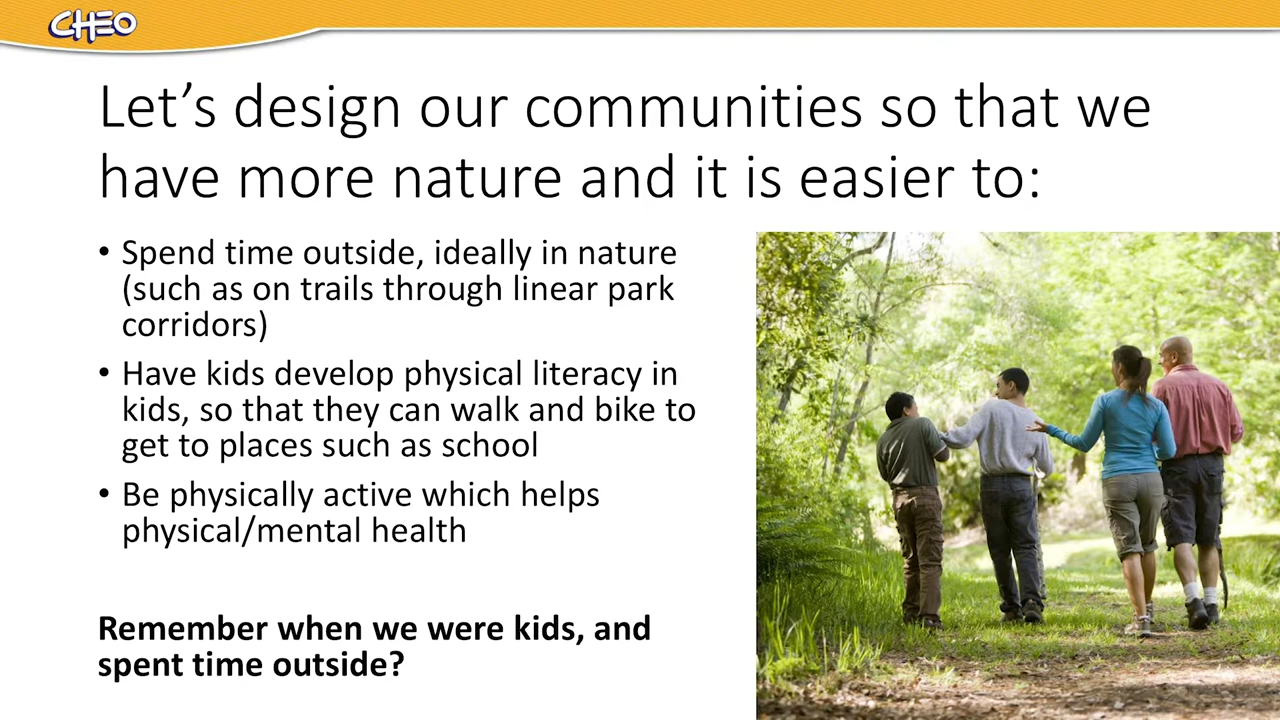 CHEO
Let's design our communities so that we
have more nature and it is easier to:
• Spend time outside, ideally in nature
(such as on trails through linear park
corridors)
• Have kids develop physical literacy in
kids, so that they can walk and bike to
get to places such as school
• Be physically active which helps
physical/mental health
Remember when we were kids, and
spent time outside?